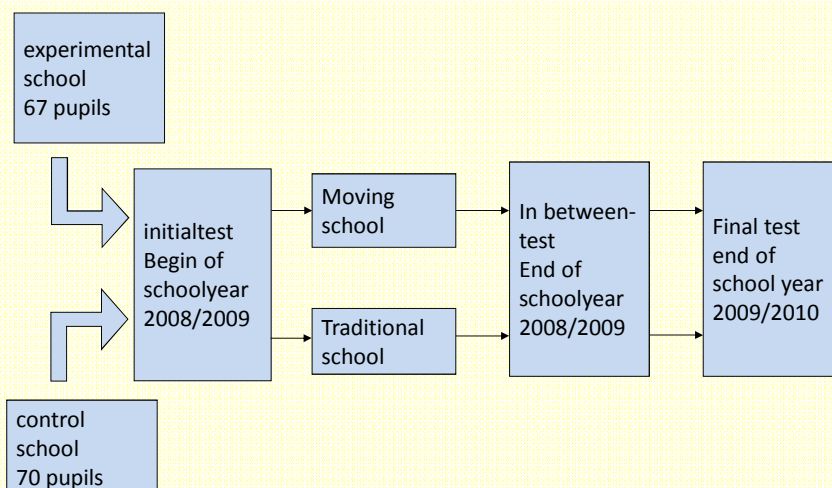 experimental
school
67 pupils
initialtest
Begin of
schoolyear
2008/2009
Moving
school
Traditional
school
In between-
test
End of
schoolyear
2008/2009
Final test
end of
school year
2009/2010
control
school
70 pupils